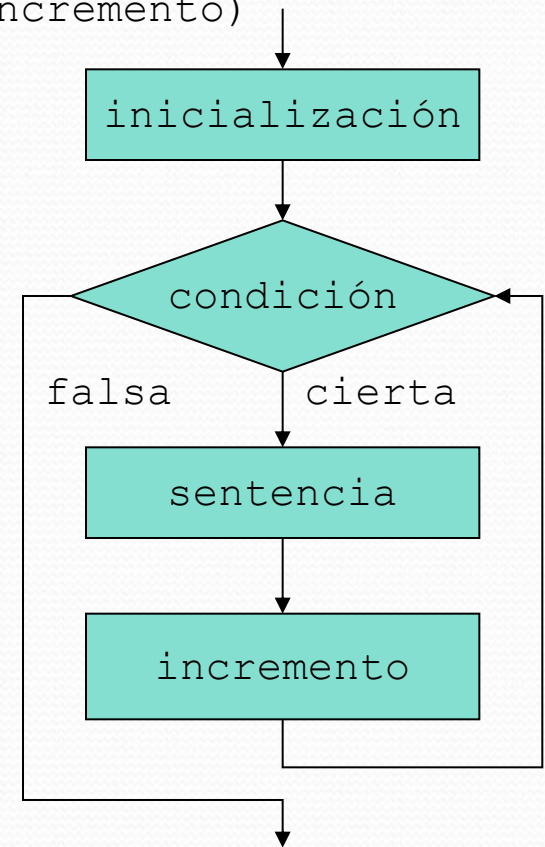 ncremento)
inicialización
condición
falsa cierta
sentencia
incremento